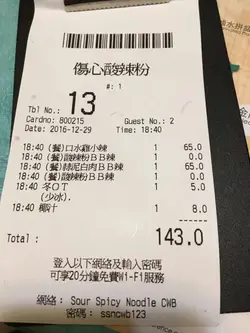 傷心酸辣粉
#: 1
Tbl No.: 13
Cardno: 800215 Guest No.: 2
Date: 2016-12-29 Time: 18:40
18:40 (餐)口水雞小辣 1 65.0
18:40 (餐)酸辣粉BB辣 1 0.0
18:40 (餐)蒜泥白肉BB辣 1 65.0
18:40 (餐)酸辣粉BB辣 1 0.0
18:40 冬OT 1 5.0
(少冰).
18:40 椰汁 1 8.0
Total: 143.0
登入以下網絡及輸入密碼
可享20分鐘免費Wi-Fi服務
網絡: Sour Spicy Noodle CWB
密碼: ssncwb123